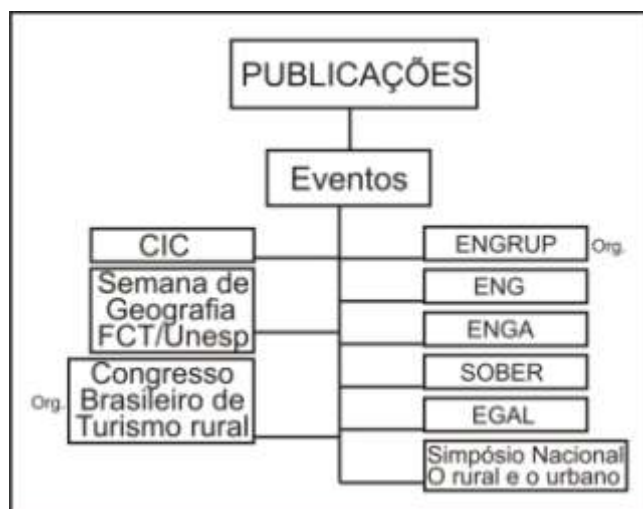 PUBLICAÇÕES
Eventos
CIC
Semana de
Geografia
FCT/Unesp
Org.
Congresso
Brasileiro de
Turismo rural
ENGRUP
Org.
ENG
ENGA
SOBER
EGAL
Simpósio Nacional
O rural e o urbano